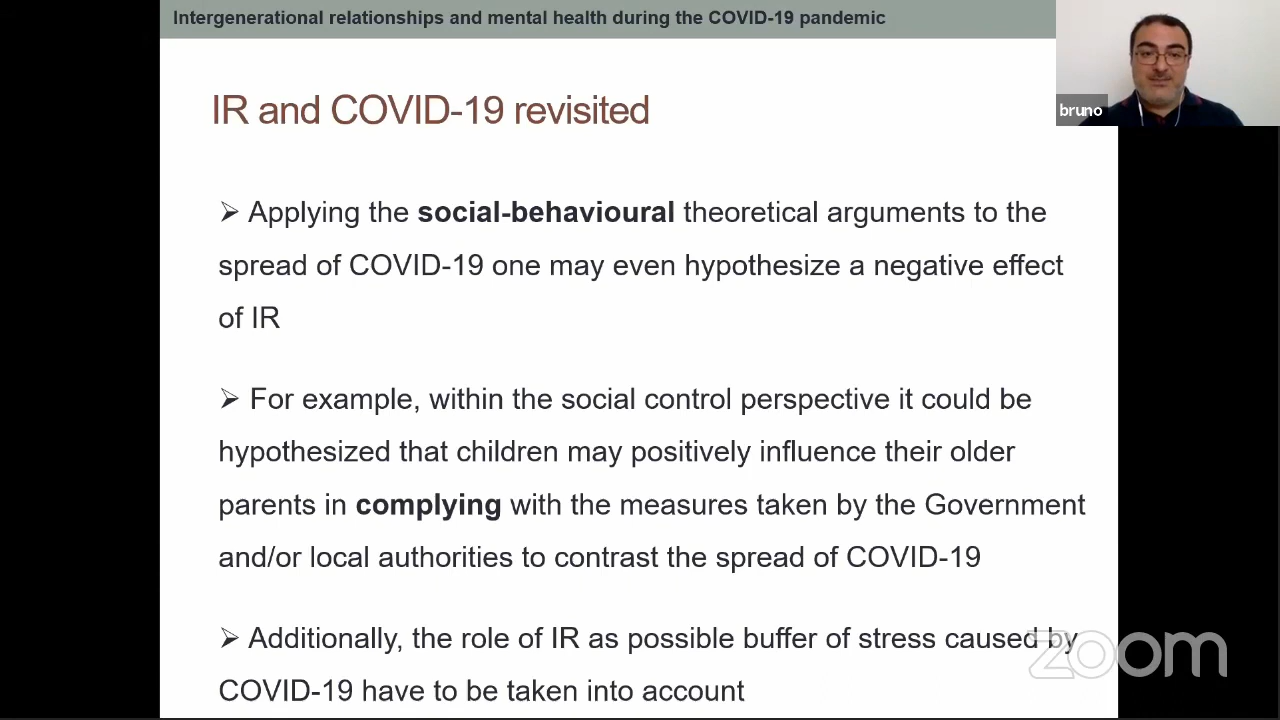 Intergenerational relationships and mental health during the COVID-19 pandemic
bruno
IR and COVID-19 revisited
➢ Applying the social-behavioural theoretical arguments to the
spread of COVID-19 one may even hypothesize a negative effect
of IR
➢ For example, within the social control perspective it could be
hypothesized that children may positively influence their older
parents in complying with the measures taken by the Government
and/or local authorities to contrast the spread of COVID-19
➢ Additionally, the role of IR as possible buffer of stress caused by
COVID-19 have to be taken into account
zoom